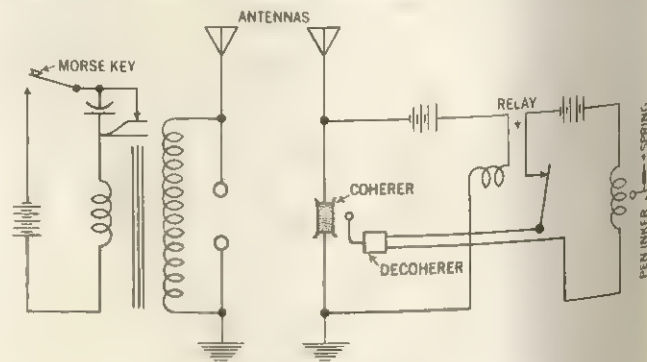 ANTENNAS
MORSE KEY
RELAY
COHERER
DECOHERER
PEN INKER
SPRING